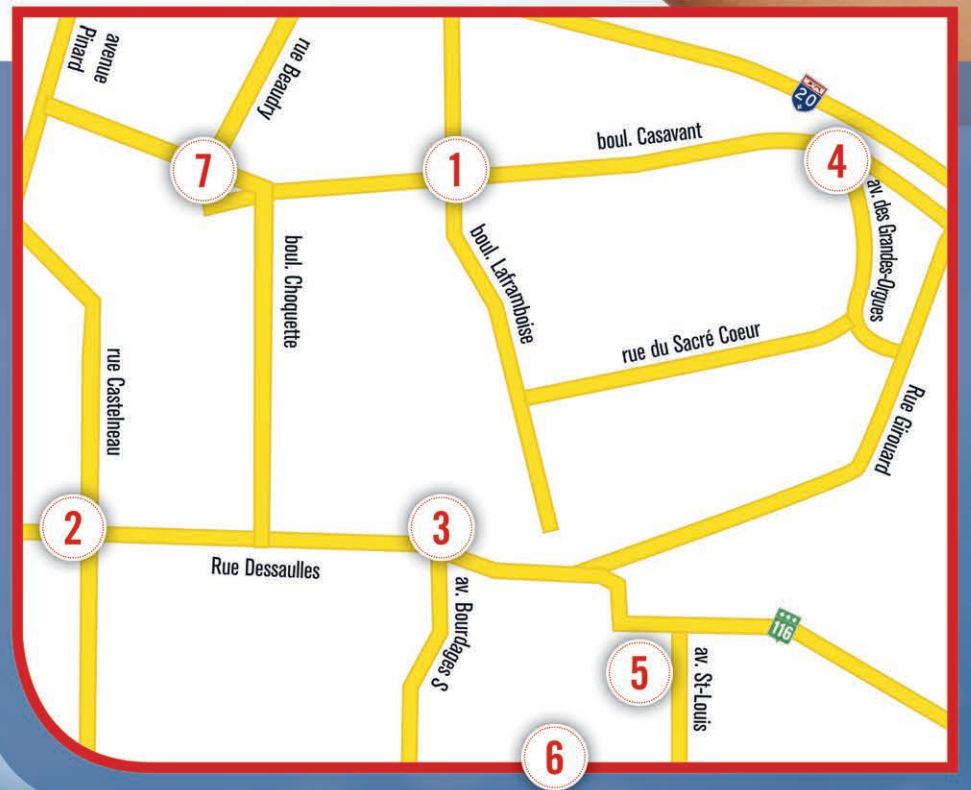 avenue
Pinard
rue Beaudry
20
boul. Casavant
7
1
4
av. des Grandes-Orgues
boul. Choquette
boul. Laframboise
rue du Sacré Coeur
rue Castelneau
Rue Girouard
2
3
Rue Dessaulles
av. Bourdages S
116
5
av. St-Louis
6